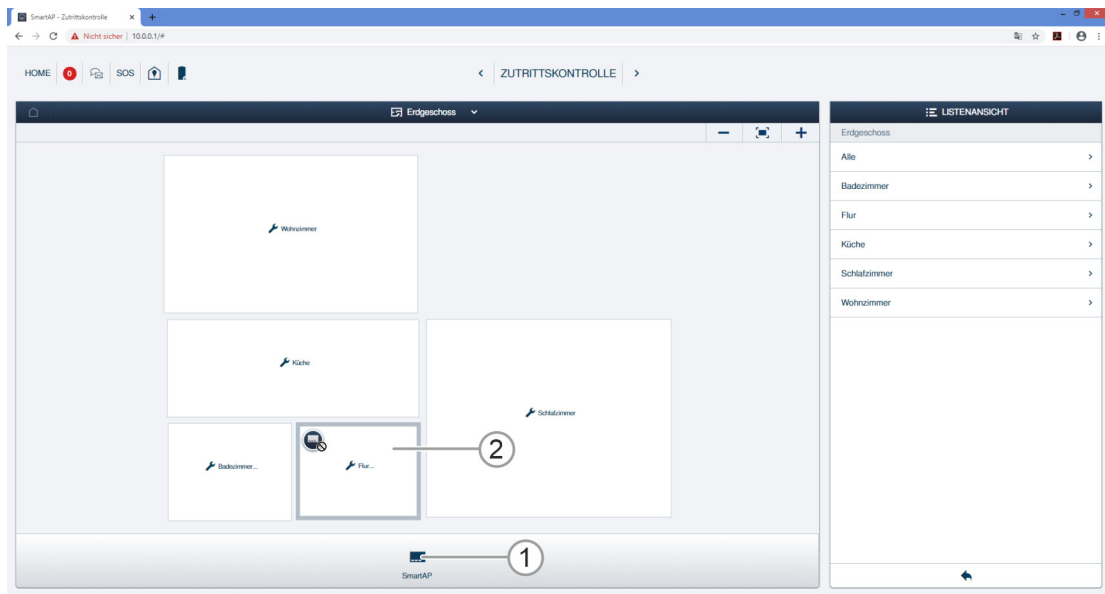 SmartAP - Zutrittskontrolle
Nicht sicher | 10.0.0.1/#
HOME 0 SOS ZUTRITTSKONTROLLE
Erdgeschoss
LISTENANSICHT
Erdgeschoss
Alle
Badezimmer
Flur
Küche
Schlafzimmer
Wohnzimmer
Wohnzimmer
Küche
Schlafzimmer
Badezimmer...
Flur...
2
1
SmartAP